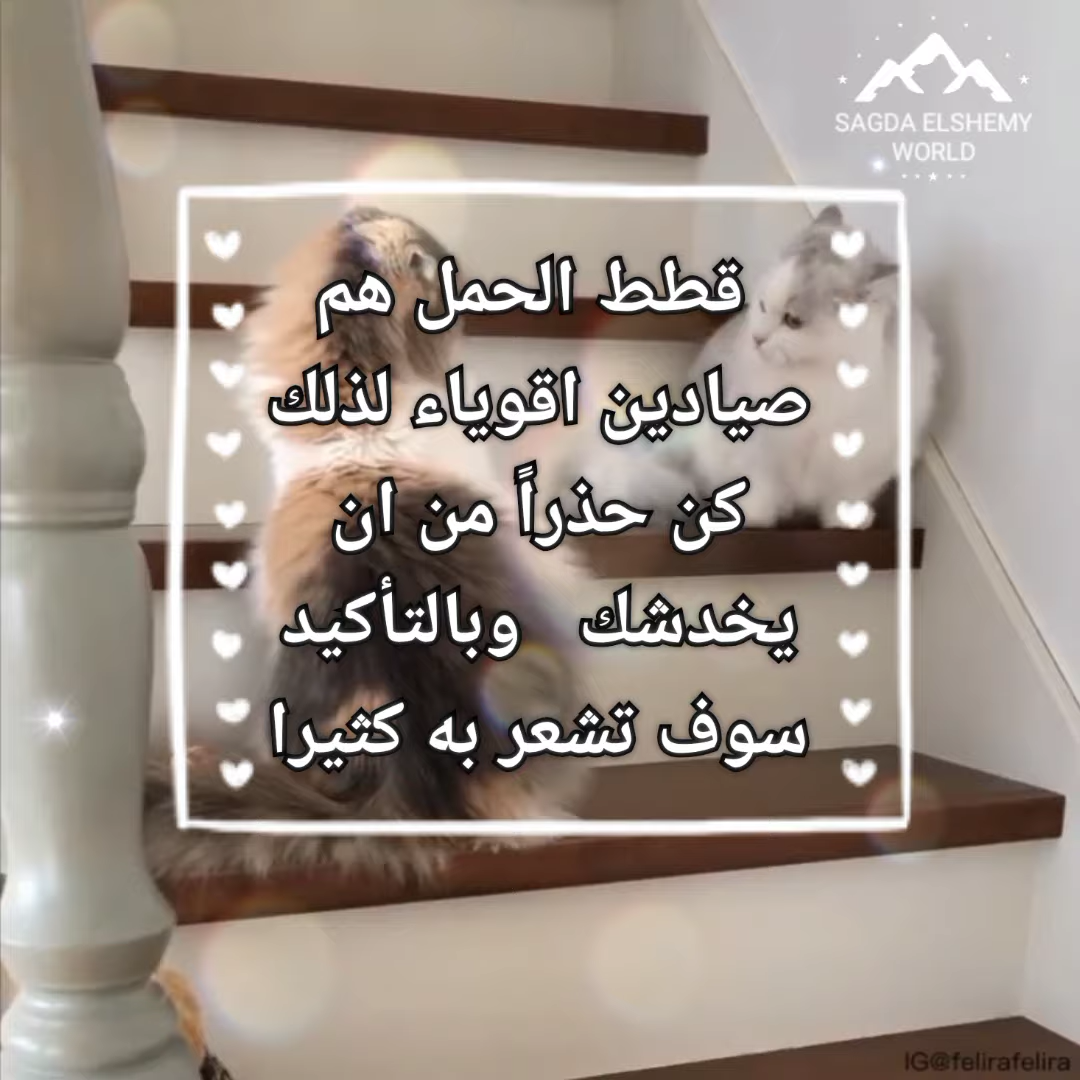 SAGDA ELSHEMY
WORLD
قطط الحمل هم
صيادين اقوياء لذلك
كن حذراً من ان
يخدشك وبالتأكيد
سوف تشعر به كثيرا
IG@felirafelira